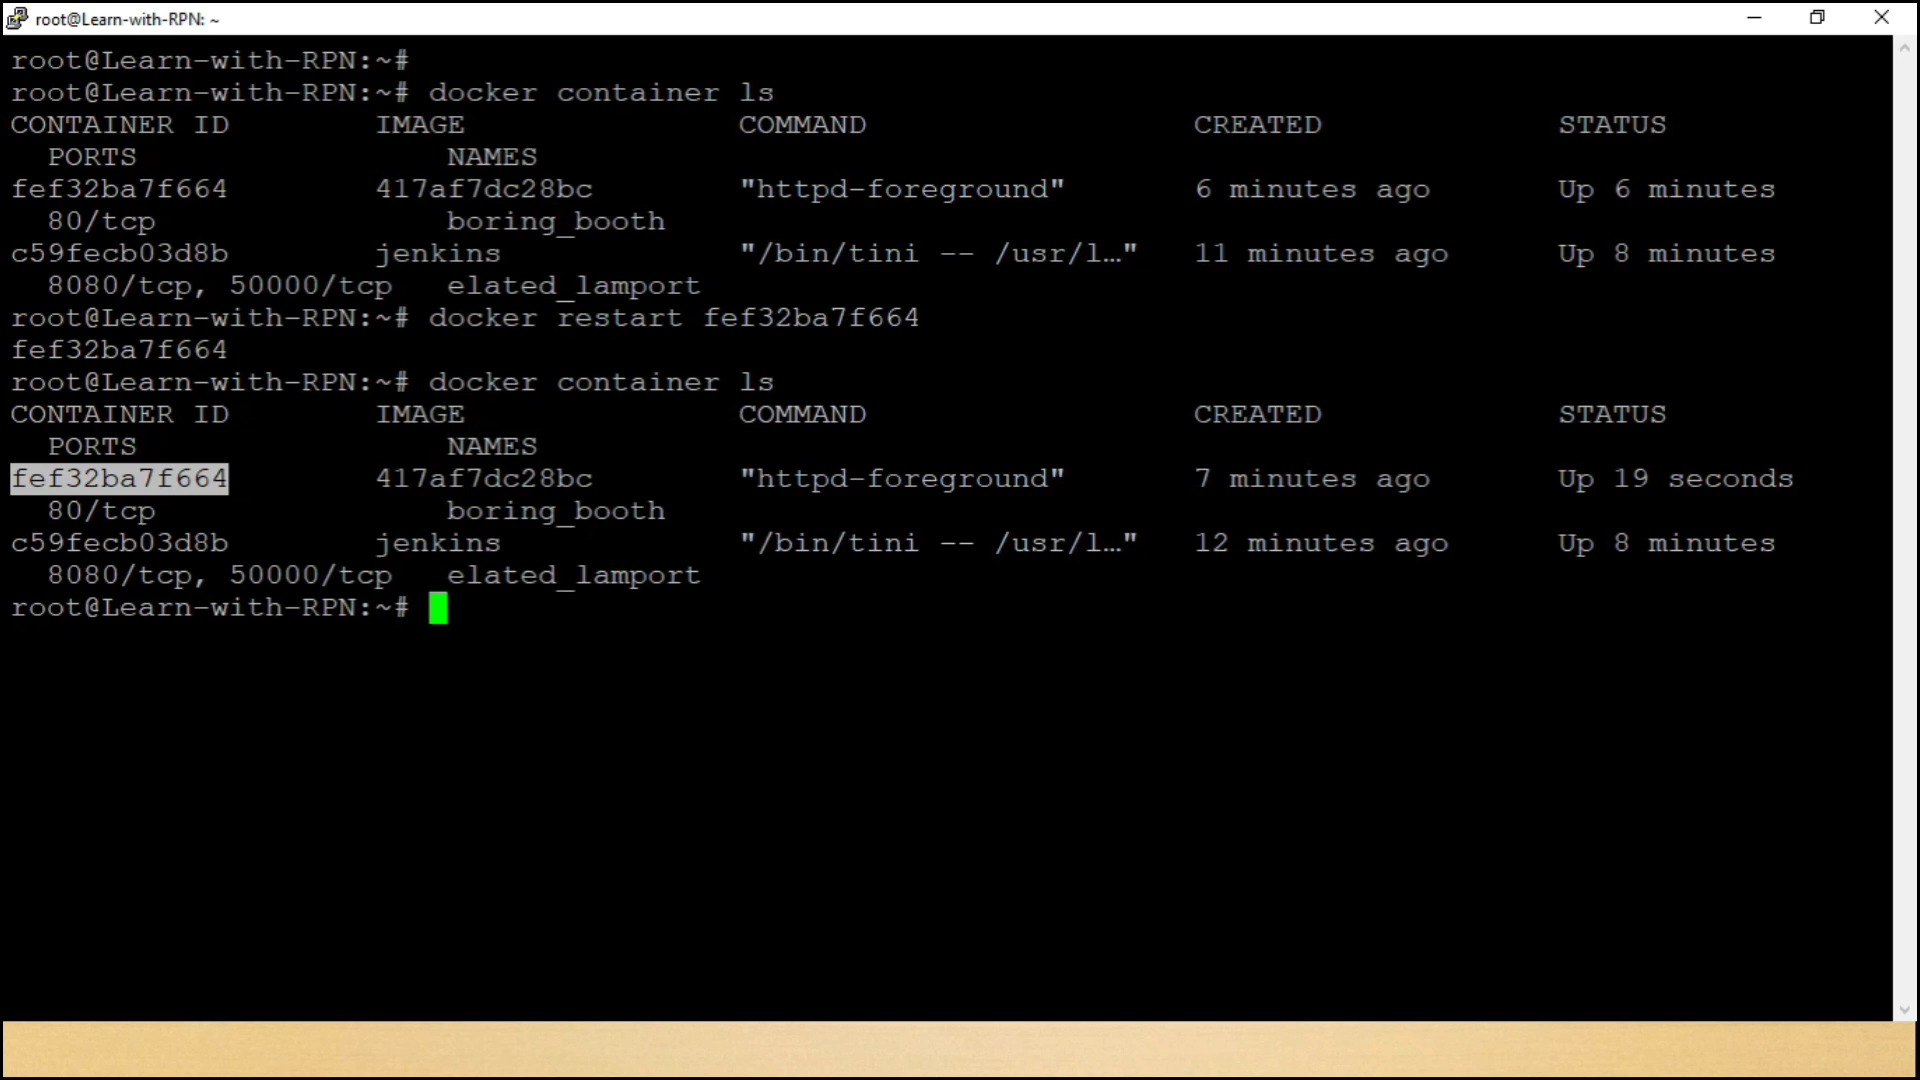 root@Learn-with-RPN: ~
root@Learn-with-RPN:~#
root@Learn-with-RPN:~# docker container ls
CONTAINER ID        IMAGE               COMMAND                  CREATED             STATUS
  PORTS                 NAMES
fef32ba7f664        417af7dc28bc        "httpd-foreground"       6 minutes ago       Up 6 minutes
  80/tcp                boring_booth
c59fecb03d8b        jenkins             "/bin/tini -- /usr/l…"   11 minutes ago      Up 8 minutes
  8080/tcp, 50000/tcp   elated_lamport
root@Learn-with-RPN:~# docker restart fef32ba7f664
fef32ba7f664
root@Learn-with-RPN:~# docker container ls
CONTAINER ID        IMAGE               COMMAND                  CREATED             STATUS
  PORTS                 NAMES
fef32ba7f664        417af7dc28bc        "httpd-foreground"       7 minutes ago       Up 19 seconds
  80/tcp                boring_booth
c59fecb03d8b        jenkins             "/bin/tini -- /usr/l…"   12 minutes ago      Up 8 minutes
  8080/tcp, 50000/tcp   elated_lamport
root@Learn-with-RPN:~#